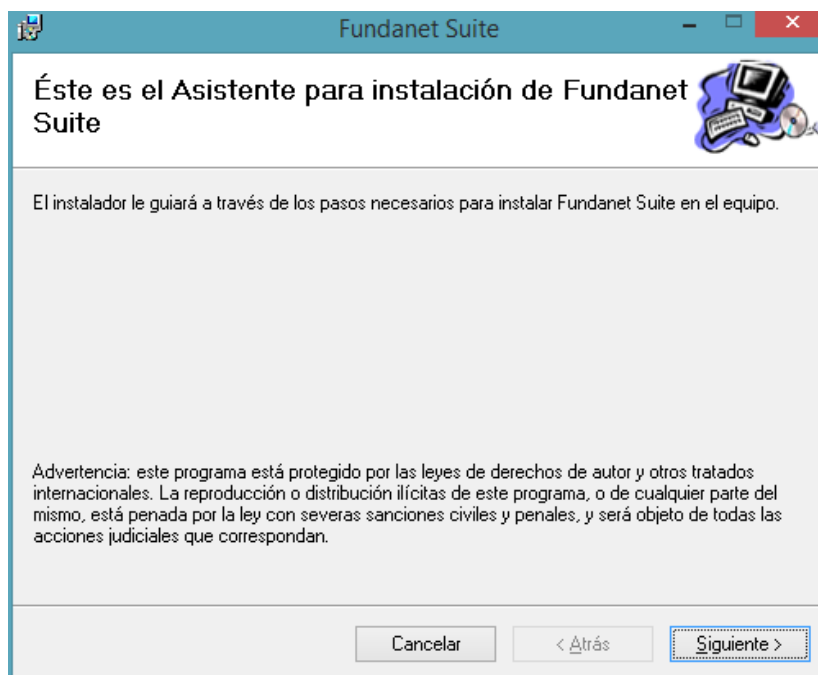 Fundanet Suite
Éste es el Asistente para instalación de Fundanet
Suite
El instalador le guiará a través de los pasos necesarios para instalar Fundanet Suite en el equipo.
Advertencia: este programa está protegido por las leyes de derechos de autor y otros tratados
internacionales. La reproducción o distribución ilícitas de este programa, o de cualquier parte del
mismo, está penada por la ley con severas sanciones civiles y penales, y será objeto de todas las
acciones judiciales que correspondan.
Cancelar < Atrás Siguiente >